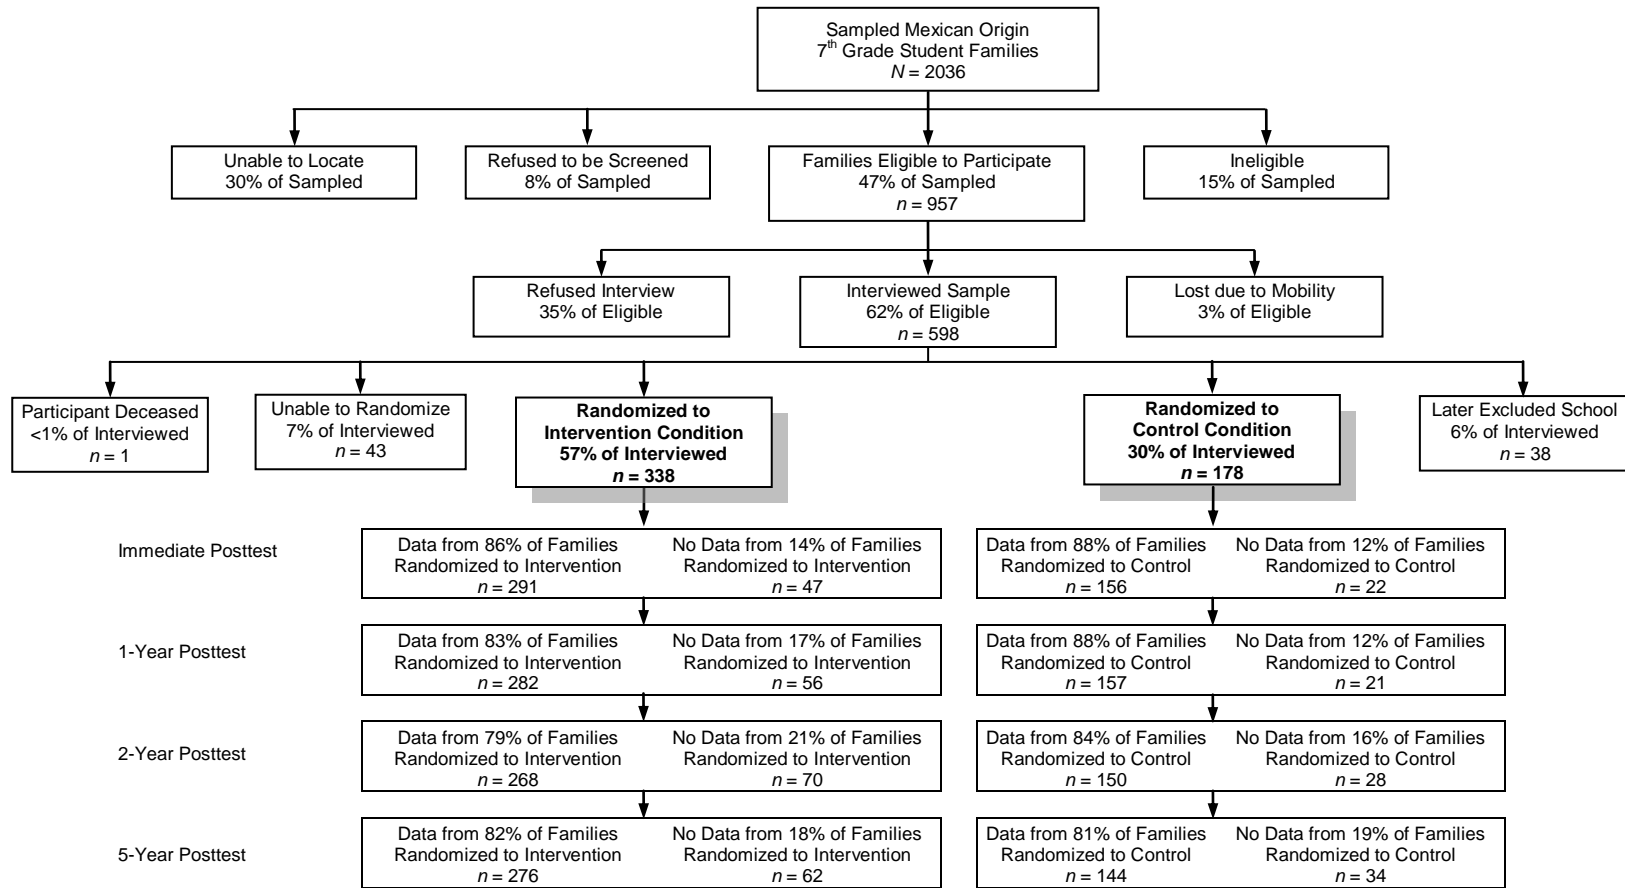 Sampled Mexican Origin
7th Grade Student Families
N = 2036
Unable to Locate
30% of Sampled
Refused to be Screened
8% of Sampled
Families Eligible to Participate
47% of Sampled
n = 957
Ineligible
15% of Sampled
Refused Interview
35% of Eligible
Interviewed Sample
62% of Eligible
n = 598
Lost due to Mobility
3% of Eligible
Participant Deceased
<1% of Interviewed
n = 1
Unable to Randomize
7% of Interviewed
n = 43
Randomized to
Intervention Condition
57% of Interviewed
n = 338
Randomized to
Control Condition
30% of Interviewed
n = 178
Later Excluded School
6% of Interviewed
n = 38
Immediate Posttest
Data from 86% of Families
Randomized to Intervention
n = 291
No Data from 14% of Families
Randomized to Intervention
n = 47
Data from 88% of Families
Randomized to Control
n = 156
No Data from 12% of Families
Randomized to Control
n = 22
1-Year Posttest
Data from 83% of Families
Randomized to Intervention
n = 282
No Data from 17% of Families
Randomized to Intervention
n = 56
Data from 88% of Families
Randomized to Control
n = 157
No Data from 12% of Families
Randomized to Control
n = 21
2-Year Posttest
Data from 79% of Families
Randomized to Intervention
n = 268
No Data from 21% of Families
Randomized to Intervention
n = 70
Data from 84% of Families
Randomized to Control
n = 150
No Data from 16% of Families
Randomized to Control
n = 28
5-Year Posttest
Data from 82% of Families
Randomized to Intervention
n = 276
No Data from 18% of Families
Randomized to Intervention
n = 62
Data from 81% of Families
Randomized to Control
n = 144
No Data from 19% of Families
Randomized to Control
n = 34